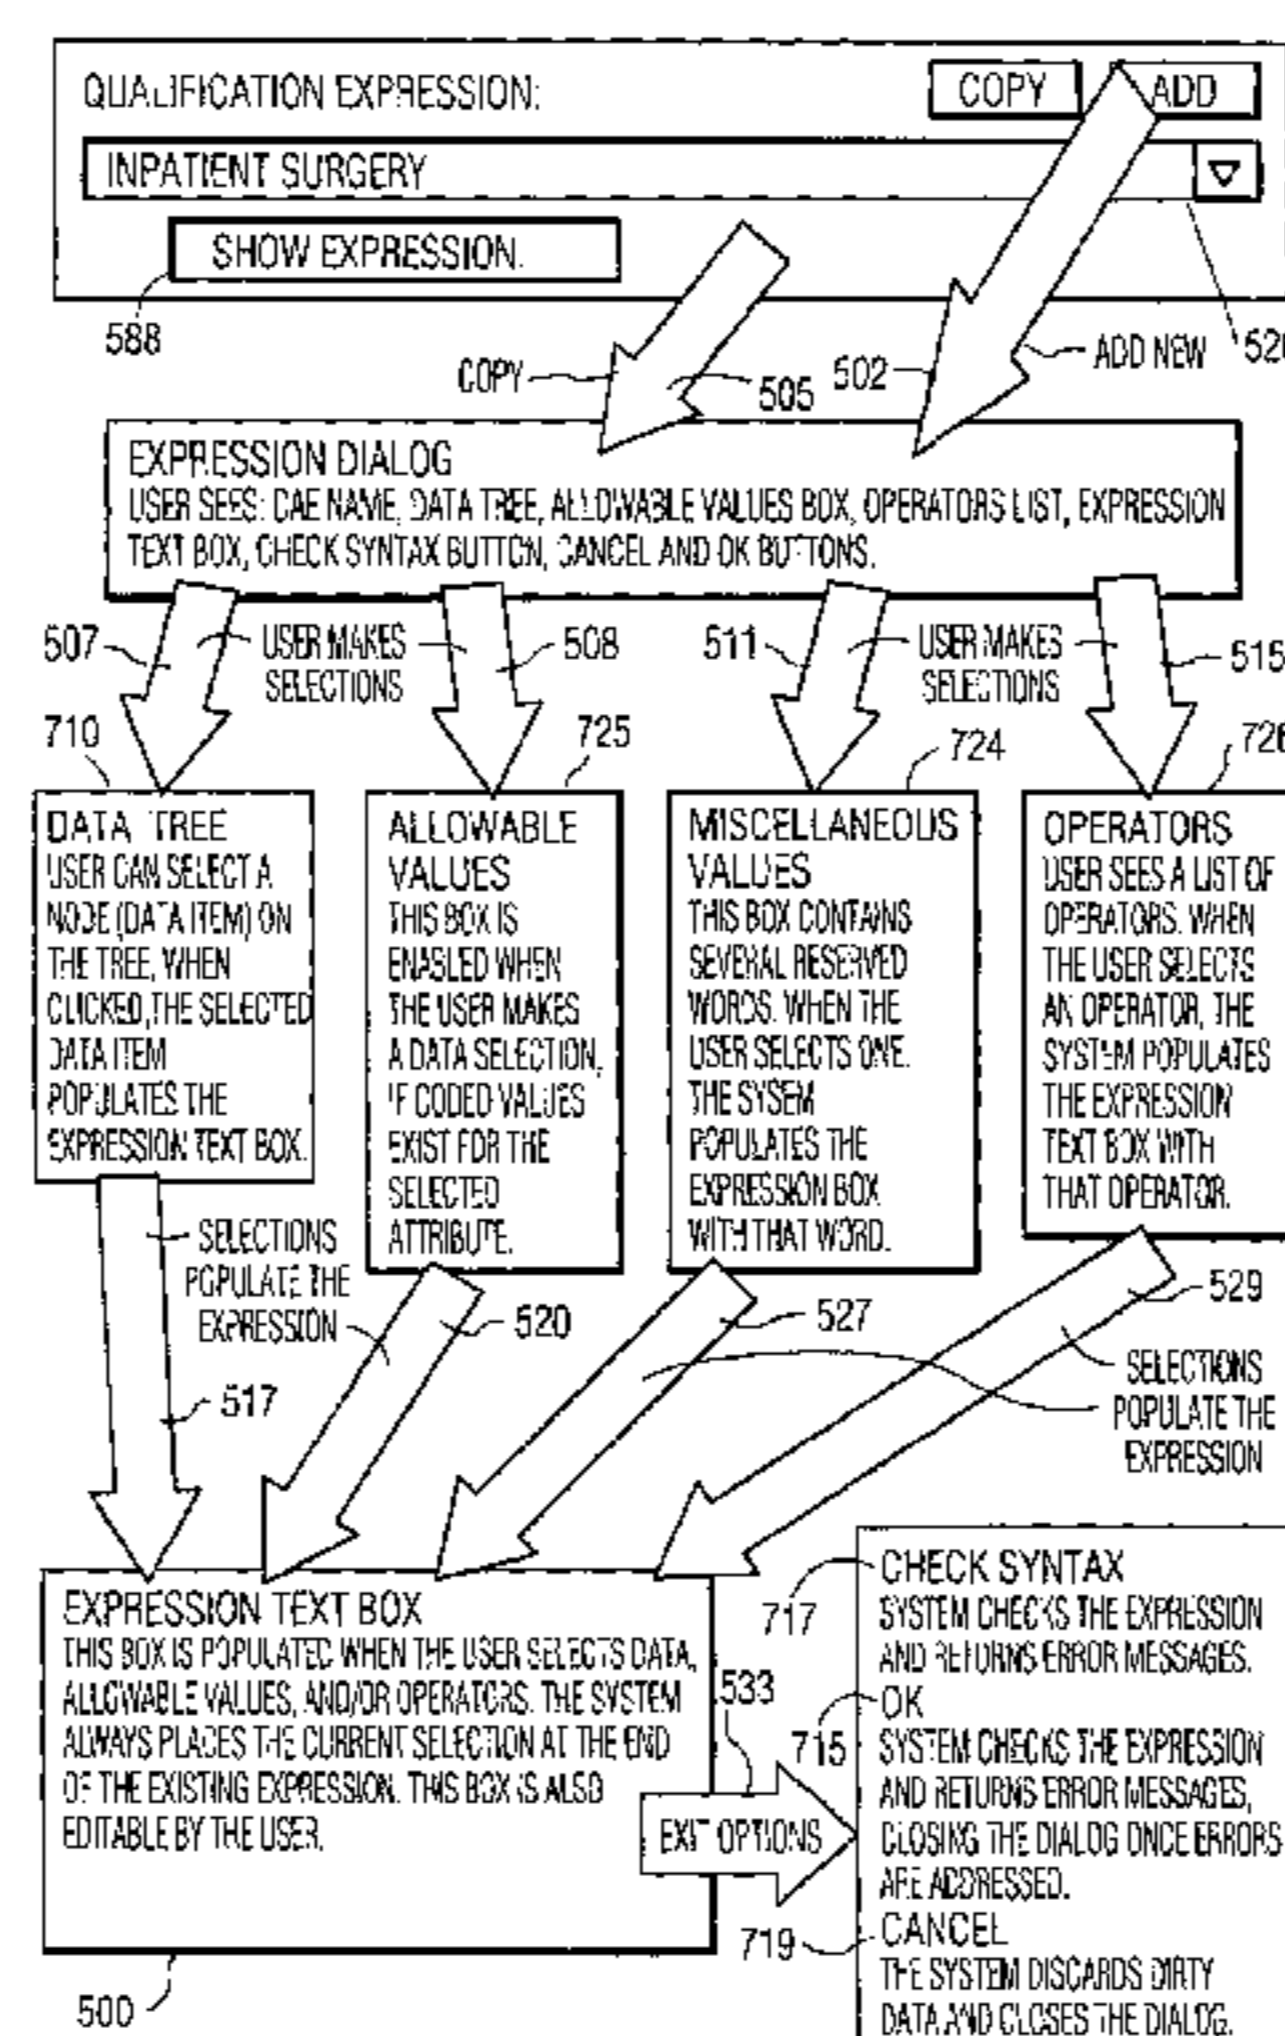 QUALIFICATION EXPRESSION:
COPY
ADD
INPATIENT SURGERY
SHOW EXPRESSION.
588
COPY
505
502
ADD NEW
EXPRESSION DIALOG
USER SEES: CAE NAME, DATA TREE, ALLOWABLE VALUES BOX, OPERATORS LIST, EXPRESSION
TEXT BOX, CHECK SYNTAX BUTTON, CANCEL AND OK BUTTONS.
507
USER MAKES
SELECTIONS
508
511
USER MAKES
SELECTIONS
515
710
725
724
726
DATA TREE
USER CAN SELECT A
NODE (DATA ITEM) ON
THE TREE, WHEN
CLICKED, THE SELECTED
DATA ITEM
POPULATES THE
EXPRESSION TEXT BOX.
ALLOWABLE
VALUES
THIS BOX IS
ENABLED WHEN
THE USER MAKES
A DATA SELECTION,
IF CODED VALUES
EXIST FOR THE
SELECTED
ATTRIBUTE.
MISCELLANEOUS
VALUES
THIS BOX CONTAINS
SEVERAL RESERVED
WORDS. WHEN THE
USER SELECTS ONE.
THE SYSEM
POPULATES THE
EXPRESSION BOX
WITH THAT WORD.
OPERATORS
USER SEES A LIST OF
OPERATORS. WHEN
THE USER SELECTS
AN OPERATOR, THE
SYSTEM POPULATES
THE EXPRESSION
TEXT BOX WITH
THAT OPERATOR.
SELECTIONS
POPULATE THE
EXPRESSION
520
527
529
517
SELECTIONS
POPULATE THE
EXPRESSION
EXPRESSION TEXT BOX
THIS BOX IS POPULATED WHEN THE USER SELECTS DATA,
ALLOWABLE VALUES, AND/OR OPERATORS. THE SYSTEM
ALWAYS PLACES THE CURRENT SELECTION AT THE END
OF THE EXISTING EXPRESSION. THIS BOX IS ALSO
EDITABLE BY THE USER.
500
533
EXIT OPTIONS
717
CHECK SYNTAX
SYSTEM CHECKS THE EXPRESSION
AND RETURNS ERROR MESSAGES.
715
OK
SYSTEM CHECKS THE EXPRESSION
AND RETURNS ERROR MESSAGES,
CLOSING THE DIALOG ONCE ERRORS
ARE ADDRESSED.
719
CANCEL
THE SYSTEM DISCARDS DIRTY
DATA AND CLOSES THE DIALOG.